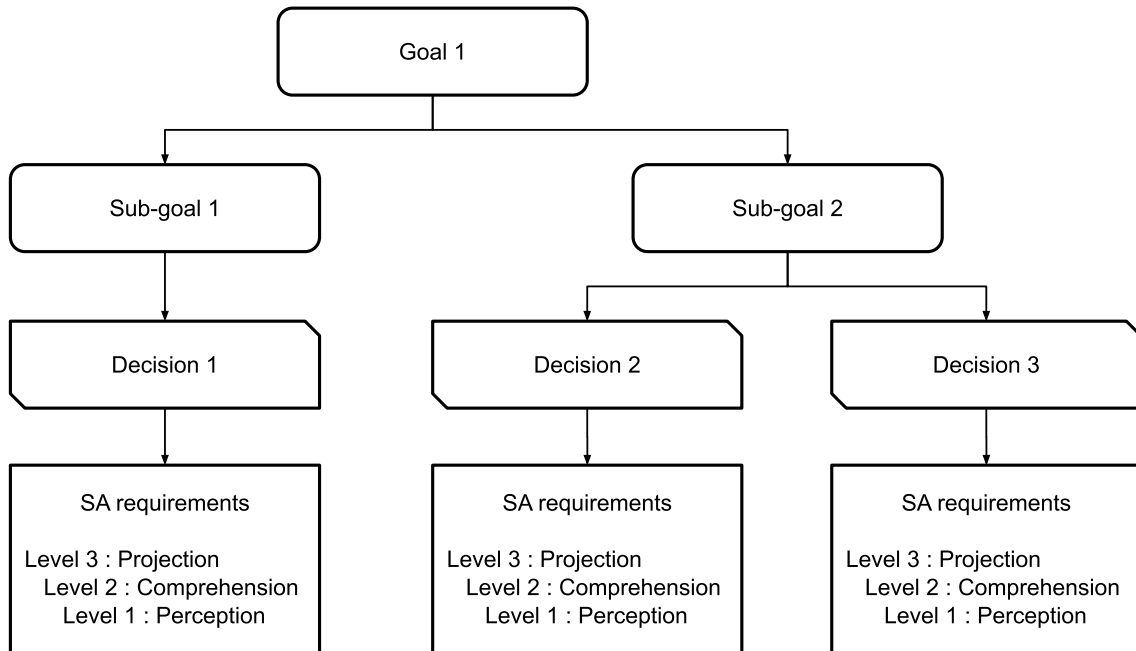 Goal 1
Sub-goal 1
Sub-goal 2
Decision 1
Decision 2
Decision 3
SA requirements
Level 3 : Projection
Level 2 : Comprehension
Level 1 : Perception
SA requirements
Level 3 : Projection
Level 2 : Comprehension
Level 1 : Perception
SA requirements
Level 3 : Projection
Level 2 : Comprehension
Level 1 : Perception